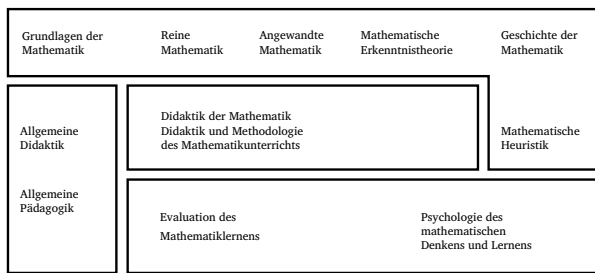 Grundlagen der
Mathematik
Reine
Mathematik
Angewandte
Mathematik
Mathematische
Erkenntnistheorie
Geschichte der
Mathematik
Allgemeine
Didaktik
Didaktik der Mathematik
Didaktik und Methodologie
des Mathematikunterrichts
Mathematische
Heuristik
Allgemeine
Pädagogik
Evaluation des
Mathematiklernens
Psychologie des
mathematischen
Denkens und Lernens